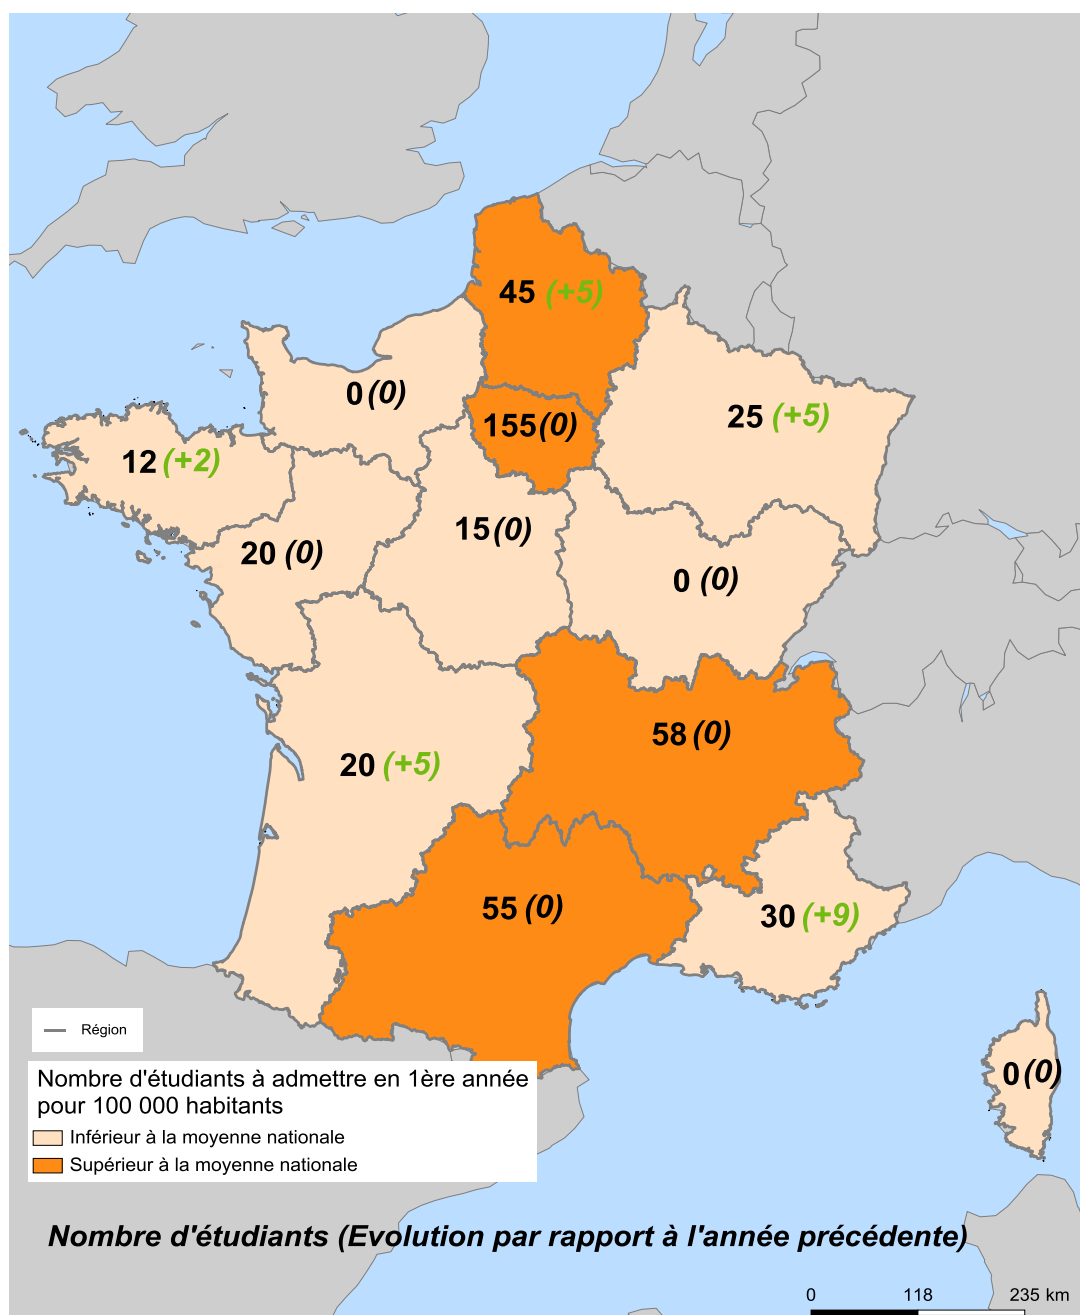 45 (+5)
0 (0)
155 (0)
25 (+5)
12 (+2)
15 (0)
20 (0)
0 (0)
58 (0)
20 (+5)
55 (0)
30 (+9)
0 (0)
Région
Nombre d'étudiants à admettre en 1ère année
pour 100 000 habitants
Inférieur à la moyenne nationale
Supérieur à la moyenne nationale
Nombre d'étudiants (Evolution par rapport à l'année précédente)
0 118 235 km